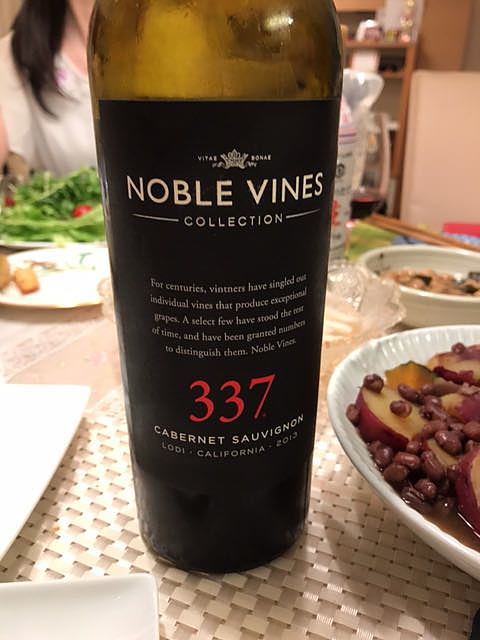 VITAE BONAE
NOBLE VINES
COLLECTION
For centuries, vintners have singled out
individual vines that produce exceptional
grapes. A select few have stood the test
of time, and have been granted numbers
to distinguish them. Noble Vines.
337
CABERNET SAUVIGNON
LODI · CALIFORNIA · 2013